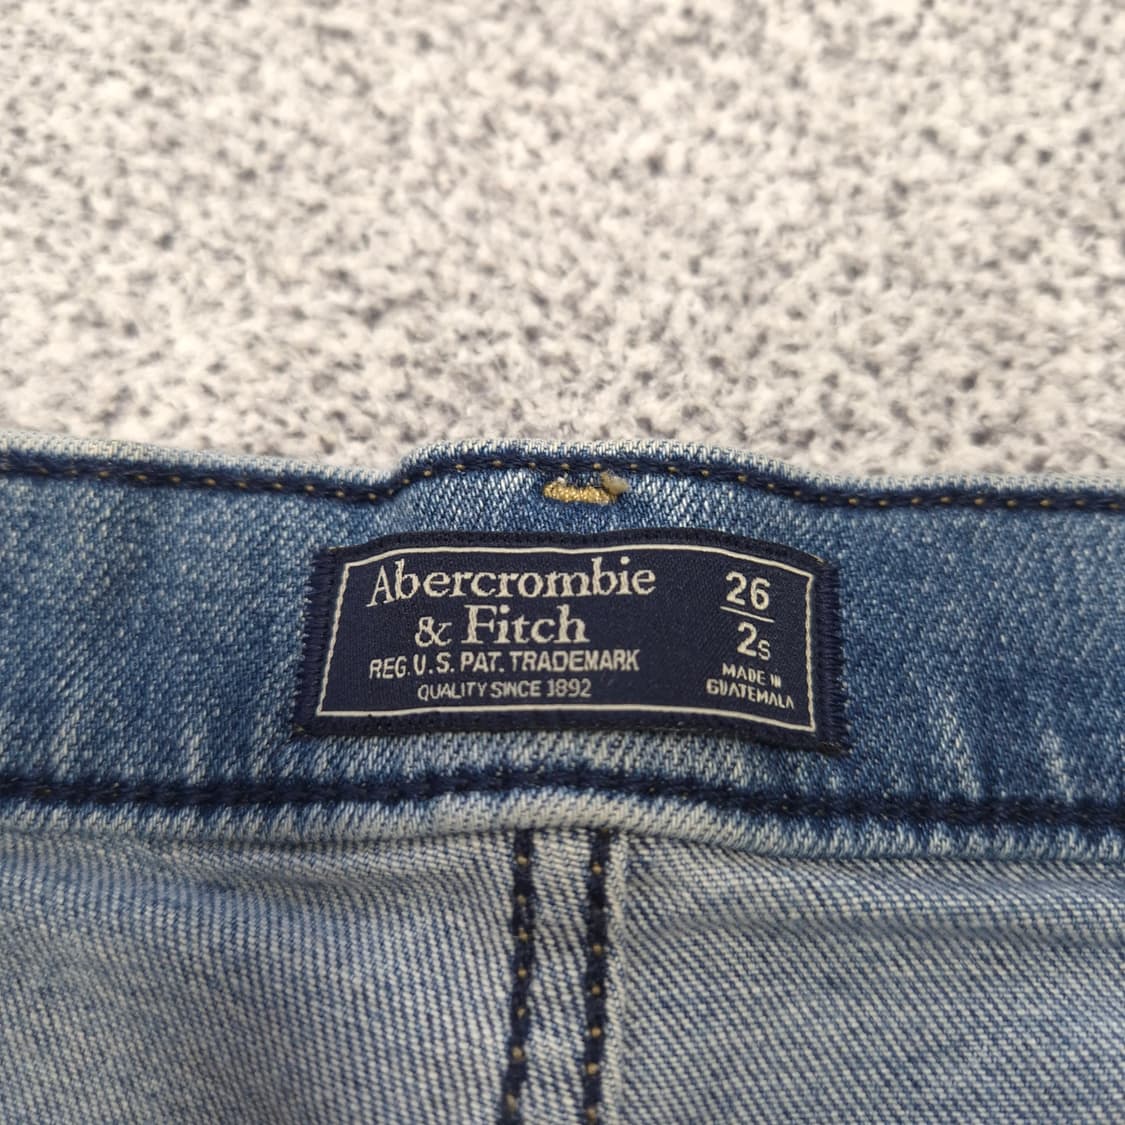 Abercrombie
& Fitch
REG. U.S. PAT. TRADEMARK
QUALITY SINCE 1892
26
2S
MADE IN
GUATEMALA